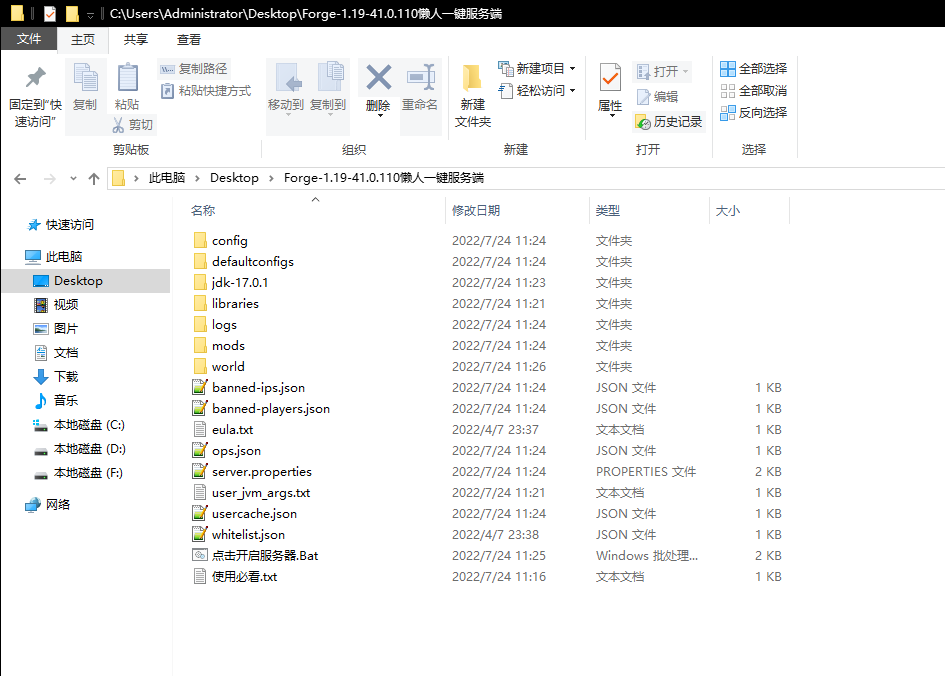 C:\Users\Administrator\Desktop\Forge-1.19-41.0.110懒人一键服务端
文件 主页 共享 查看
固定到“快速访问”
复制
粘贴
复制路径
粘贴快捷方式
剪切
剪贴板
移动到 复制到 删除 重命名
组织
新建文件夹
新建项目
轻松访问
新建
属性
打开
编辑
历史记录
打开
全部选择
全部取消
反向选择
选择
此电脑 Desktop Forge-1.19-41.0.110懒人一键服务端
快速访问
此电脑
Desktop
视频
图片
文档
下载
音乐
本地磁盘 (C:)
本地磁盘 (D:)
本地磁盘 (F:)
网络
名称 修改日期 类型 大小
config 2022/7/24 11:24 文件夹
defaultconfigs 2022/7/24 11:24 文件夹
jdk-17.0.1 2022/7/24 11:23 文件夹
libraries 2022/7/24 11:21 文件夹
logs 2022/7/24 11:24 文件夹
mods 2022/7/24 11:24 文件夹
world 2022/7/24 11:26 文件夹
banned-ips.json 2022/7/24 11:24 JSON 文件 1 KB
banned-players.json 2022/7/24 11:24 JSON 文件 1 KB
eula.txt 2022/4/7 23:37 文本文档 1 KB
ops.json 2022/7/24 11:24 JSON 文件 1 KB
server.properties 2022/7/24 11:24 PROPERTIES 文件 2 KB
user_jvm_args.txt 2022/7/24 11:21 文本文档 1 KB
usercache.json 2022/7/24 11:24 JSON 文件 1 KB
whitelist.json 2022/4/7 23:38 JSON 文件 1 KB
点击开启服务器.Bat 2022/7/24 11:25 Windows 批处理... 2 KB
使用必看.txt 2022/7/24 11:16 文本文档 1 KB